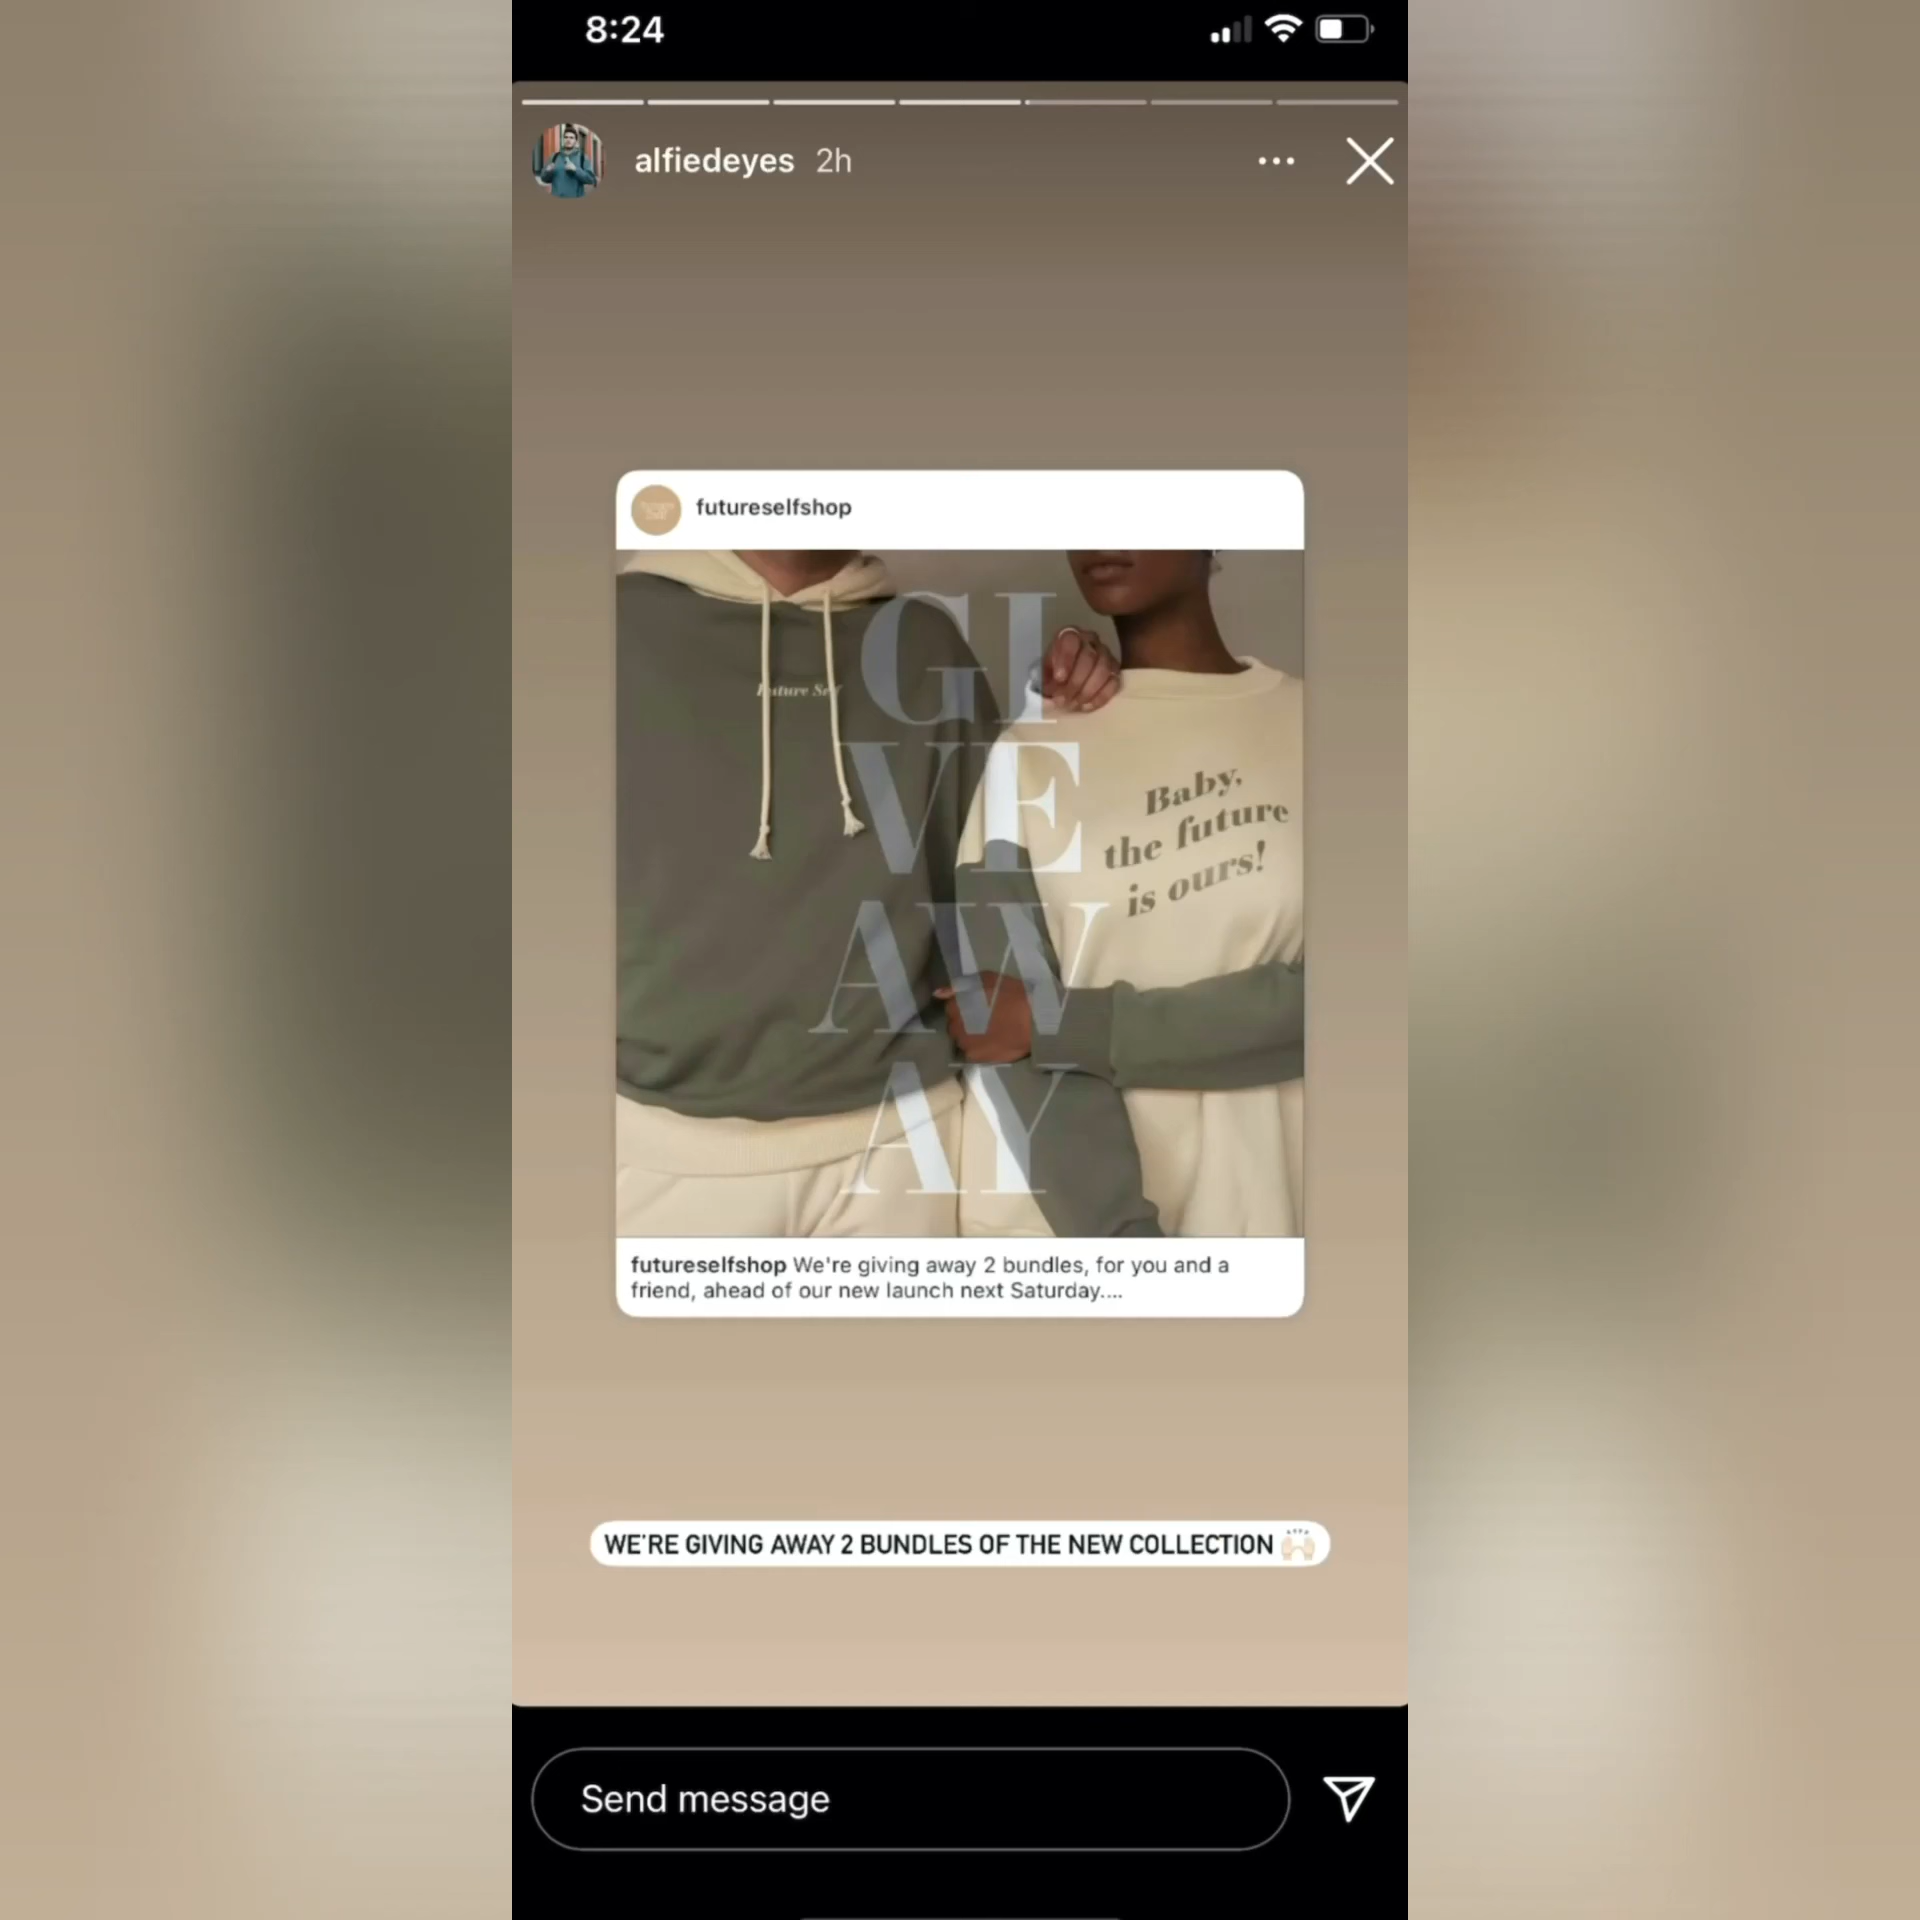 8:24
alfiedeyes 2h
futureselfshop
Future Self
GI
VE
AW
AY
Baby,
the future
is ours!
futureselfshop We're giving away 2 bundles, for you and a
friend, ahead of our new launch next Saturday....
WE'RE GIVING AWAY 2 BUNDLES OF THE NEW COLLECTION 🙌🏻
Send message